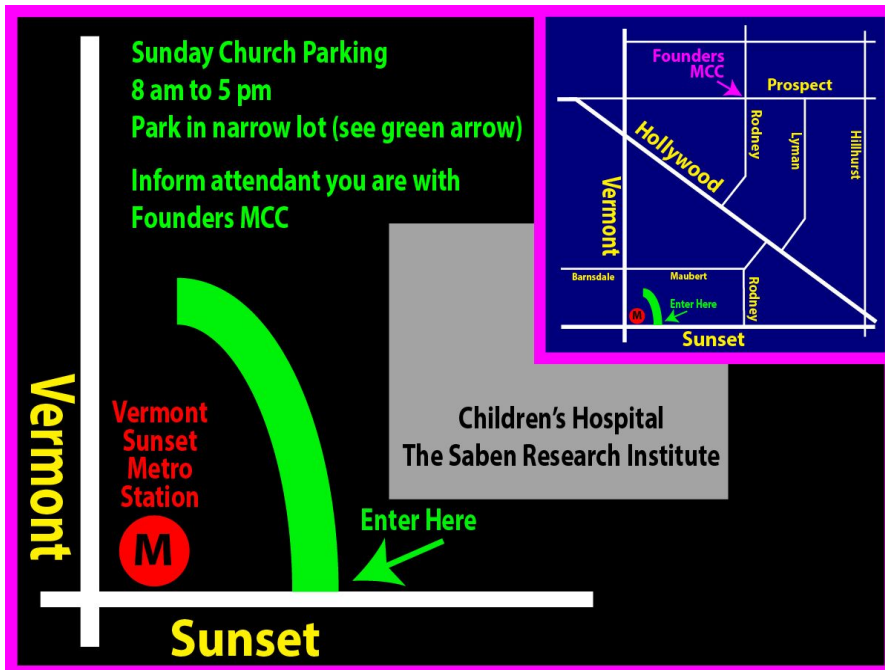 Sunday Church Parking
8 am to 5 pm
Park in narrow lot (see green arrow)
Inform attendant you are with
Founders MCC
Vermont
Vermont
Sunset
Metro
Station
M
Children's Hospital
The Saben Research Institute
Enter Here
Sunset
Founders
MCC
Prospect
Rodney
Lyman
Hillhurst
Hollywood
Vermont
Barnsdale
Maubert
Rodney
M
Enter Here
Sunset